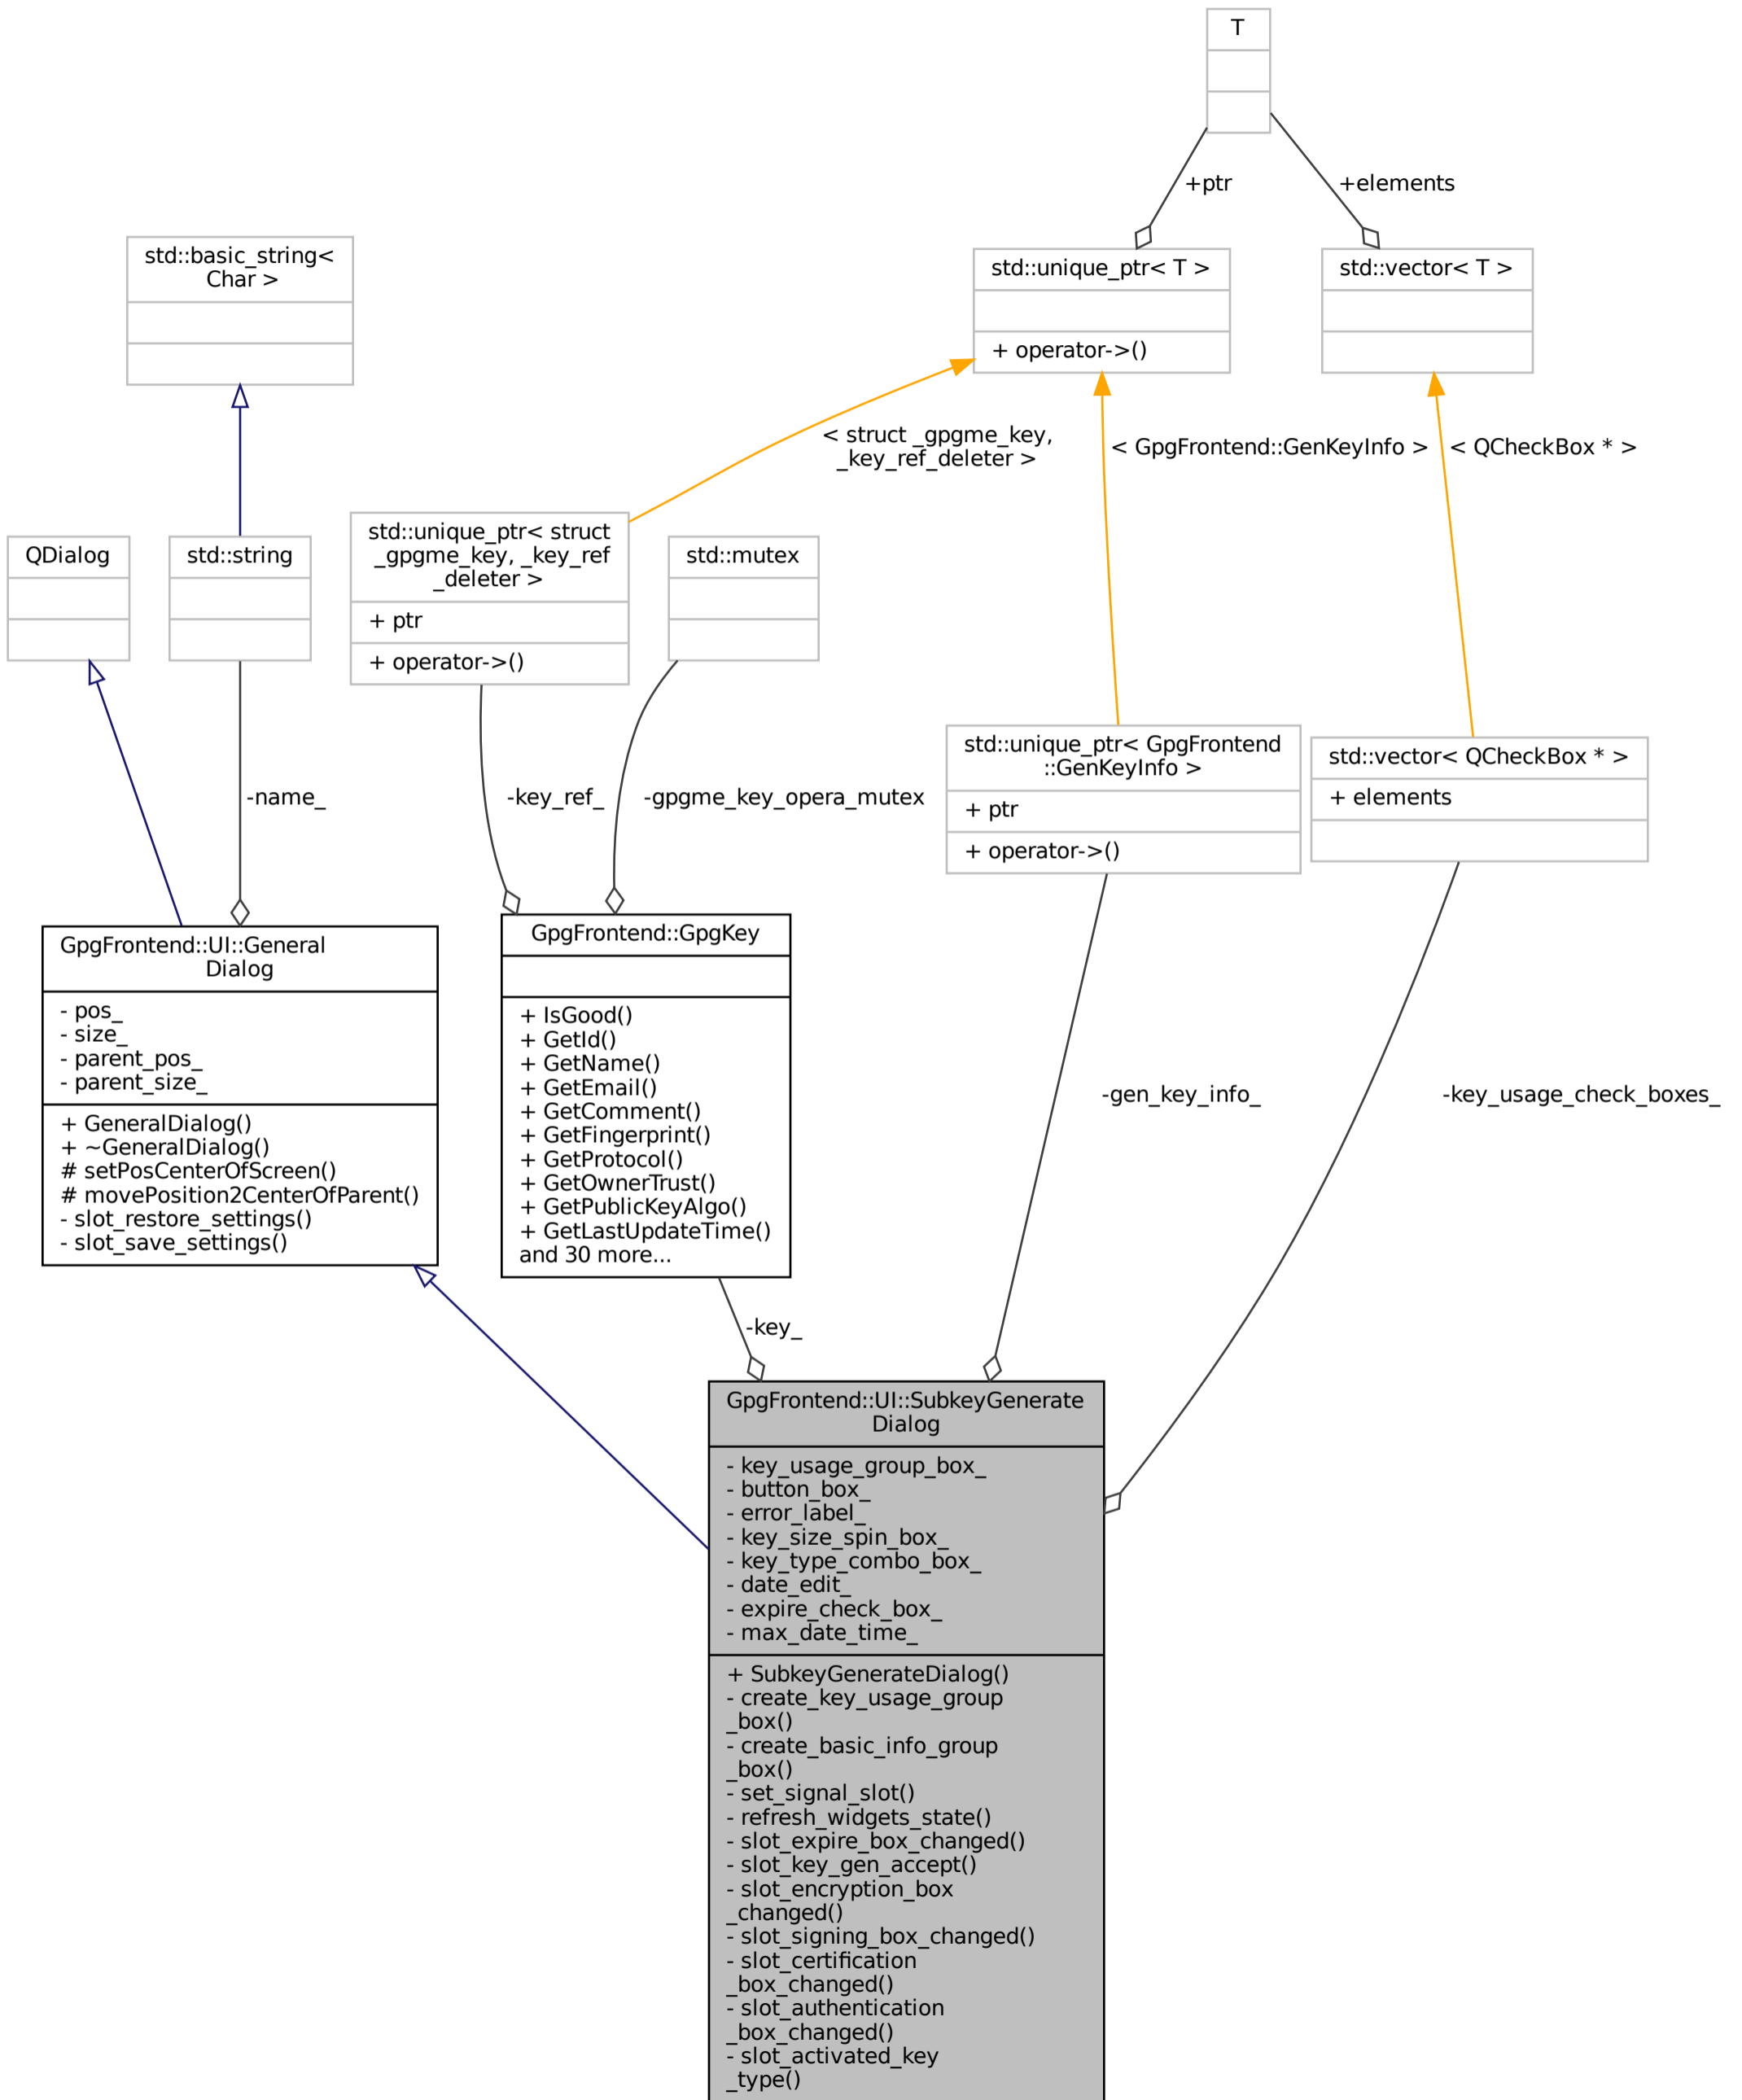 T
+ptr
+elements
std::basic_string<
Char >
std::unique_ptr< T >
+ operator->()
std::vector< T >
< struct _gpgme_key,
_key_ref_deleter >
< GpgFrontend::GenKeyInfo >
< QCheckBox * >
QDialog
std::string
std::unique_ptr< struct
_gpgme_key, _key_ref
_deleter >
+ ptr
+ operator->()
std::mutex
std::unique_ptr< GpgFrontend
::GenKeyInfo >
+ ptr
+ operator->()
std::vector< QCheckBox * >
+ elements
-name_
-key_ref_
-gpgme_key_opera_mutex
GpgFrontend::UI::General
Dialog
- pos_
- size_
- parent_pos_
- parent_size_
+ GeneralDialog()
+ ~GeneralDialog()
# setPosCenterOfScreen()
# movePosition2CenterOfParent()
- slot_restore_settings()
- slot_save_settings()
GpgFrontend::GpgKey
+ IsGood()
+ GetId()
+ GetName()
+ GetEmail()
+ GetComment()
+ GetFingerprint()
+ GetProtocol()
+ GetOwnerTrust()
+ GetPublicKeyAlgo()
+ GetLastUpdateTime()
and 30 more...
-gen_key_info_
-key_usage_check_boxes_
-key_
GpgFrontend::UI::SubkeyGenerate
Dialog
- key_usage_group_box_
- button_box_
- error_label_
- key_size_spin_box_
- key_type_combo_box_
- date_edit_
- expire_check_box_
- max_date_time_
+ SubkeyGenerateDialog()
- create_key_usage_group
_box()
- create_basic_info_group
_box()
- set_signal_slot()
- refresh_widgets_state()
- slot_expire_box_changed()
- slot_key_gen_accept()
- slot_encryption_box
_changed()
- slot_signing_box_changed()
- slot_certification
_box_changed()
- slot_authentication
_box_changed()
- slot_activated_key
_type()